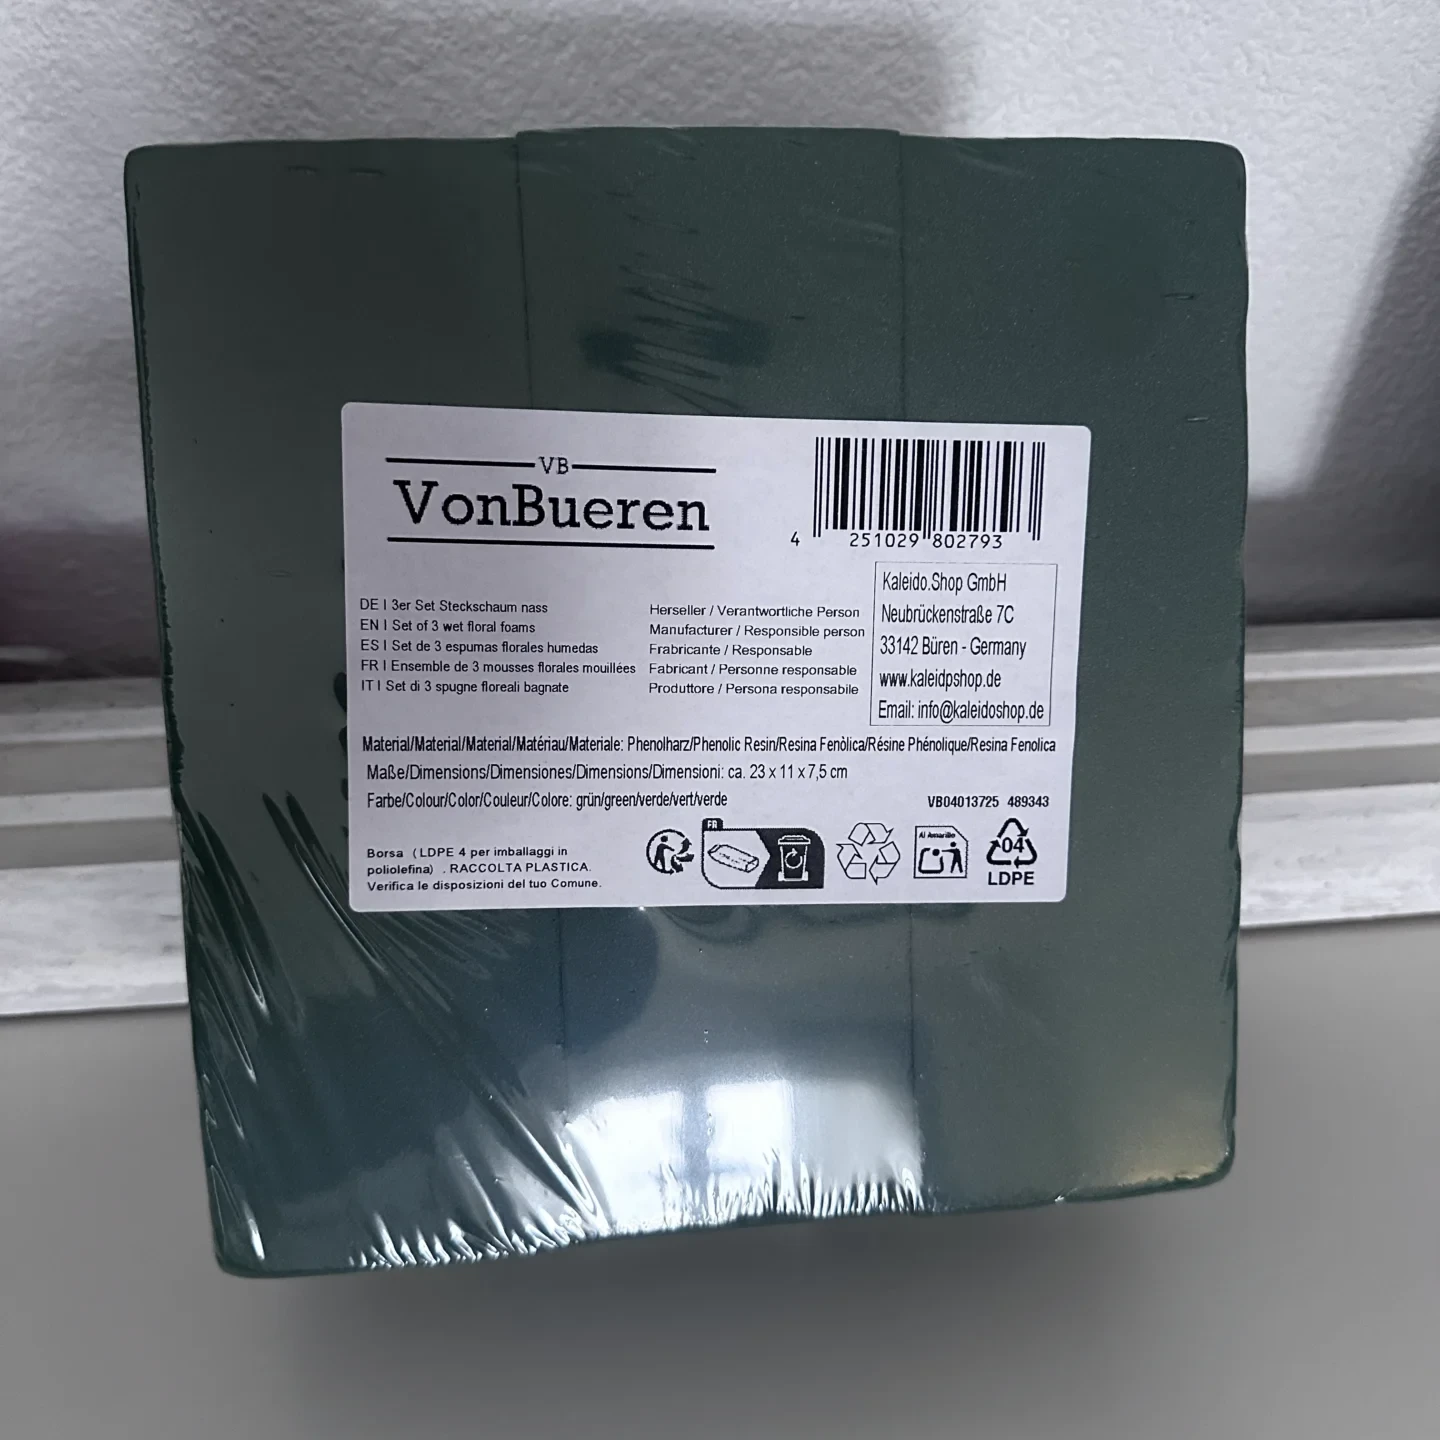 VB
VonBueren
4 251029 802793
DE | 3er Set Steckschaum nass
EN | Set of 3 wet floral foams
ES | Set de 3 espumas florales humedas
FR | Ensemble de 3 mousses florales mouillées
IT | Set di 3 spugne floreali bagnate
Herseller / Verantwortliche Person
Manufacturer / Responsible person
Frabricante / Responsable
Fabricant / Personne responsable
Produttore / Persona responsabile
Kaleido.Shop GmbH
Neubrückenstraße 7C
33142 Büren - Germany
www.kaleidpshop.de
Email: info@kaleidoshop.de
Material/Material/Material/Matériau/Materiale: Phenolharz/Phenolic Resin/Resina Fenòlica/Résine Phénolique/Resina Fenolica
Maße/Dimensions/Dimensiones/Dimensions/Dimensioni: ca. 23 x 11 x 7,5 cm
Farbe/Colour/Color/Couleur/Colore: grün/green/verde/vert/verde
VB04013725 489343
Borsa (LDPE 4 per imballaggi in
poliolefina) . RACCOLTA PLASTICA.
Verifica le disposizioni del tuo Comune.
FR
Al Amarillo
04
LDPE